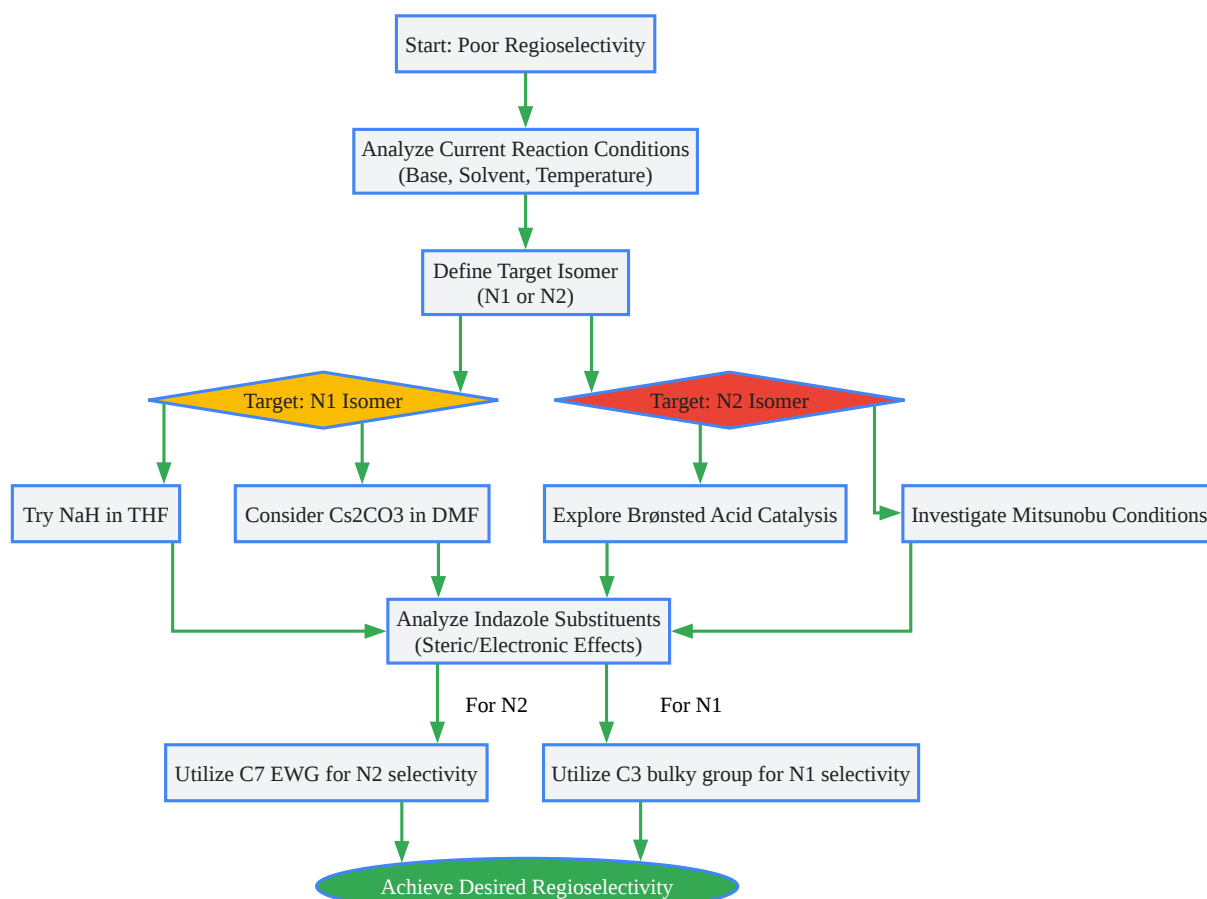 Start: Poor Regioselectivity
Analyze Current Reaction Conditions
(Base, Solvent, Temperature)
Define Target Isomer
(N1 or N2)
Target: N1 Isomer
Target: N2 Isomer
Try NaH in THF
Consider Cs2CO3 in DMF
Explore Brønsted Acid Catalysis
Investigate Mitsunobu Conditions
Analyze Indazole Substituents
(Steric/Electronic Effects)
For N2
For N1
Utilize C7 EWG for N2 selectivity
Utilize C3 bulky group for N1 selectivity
Achieve Desired Regioselectivity